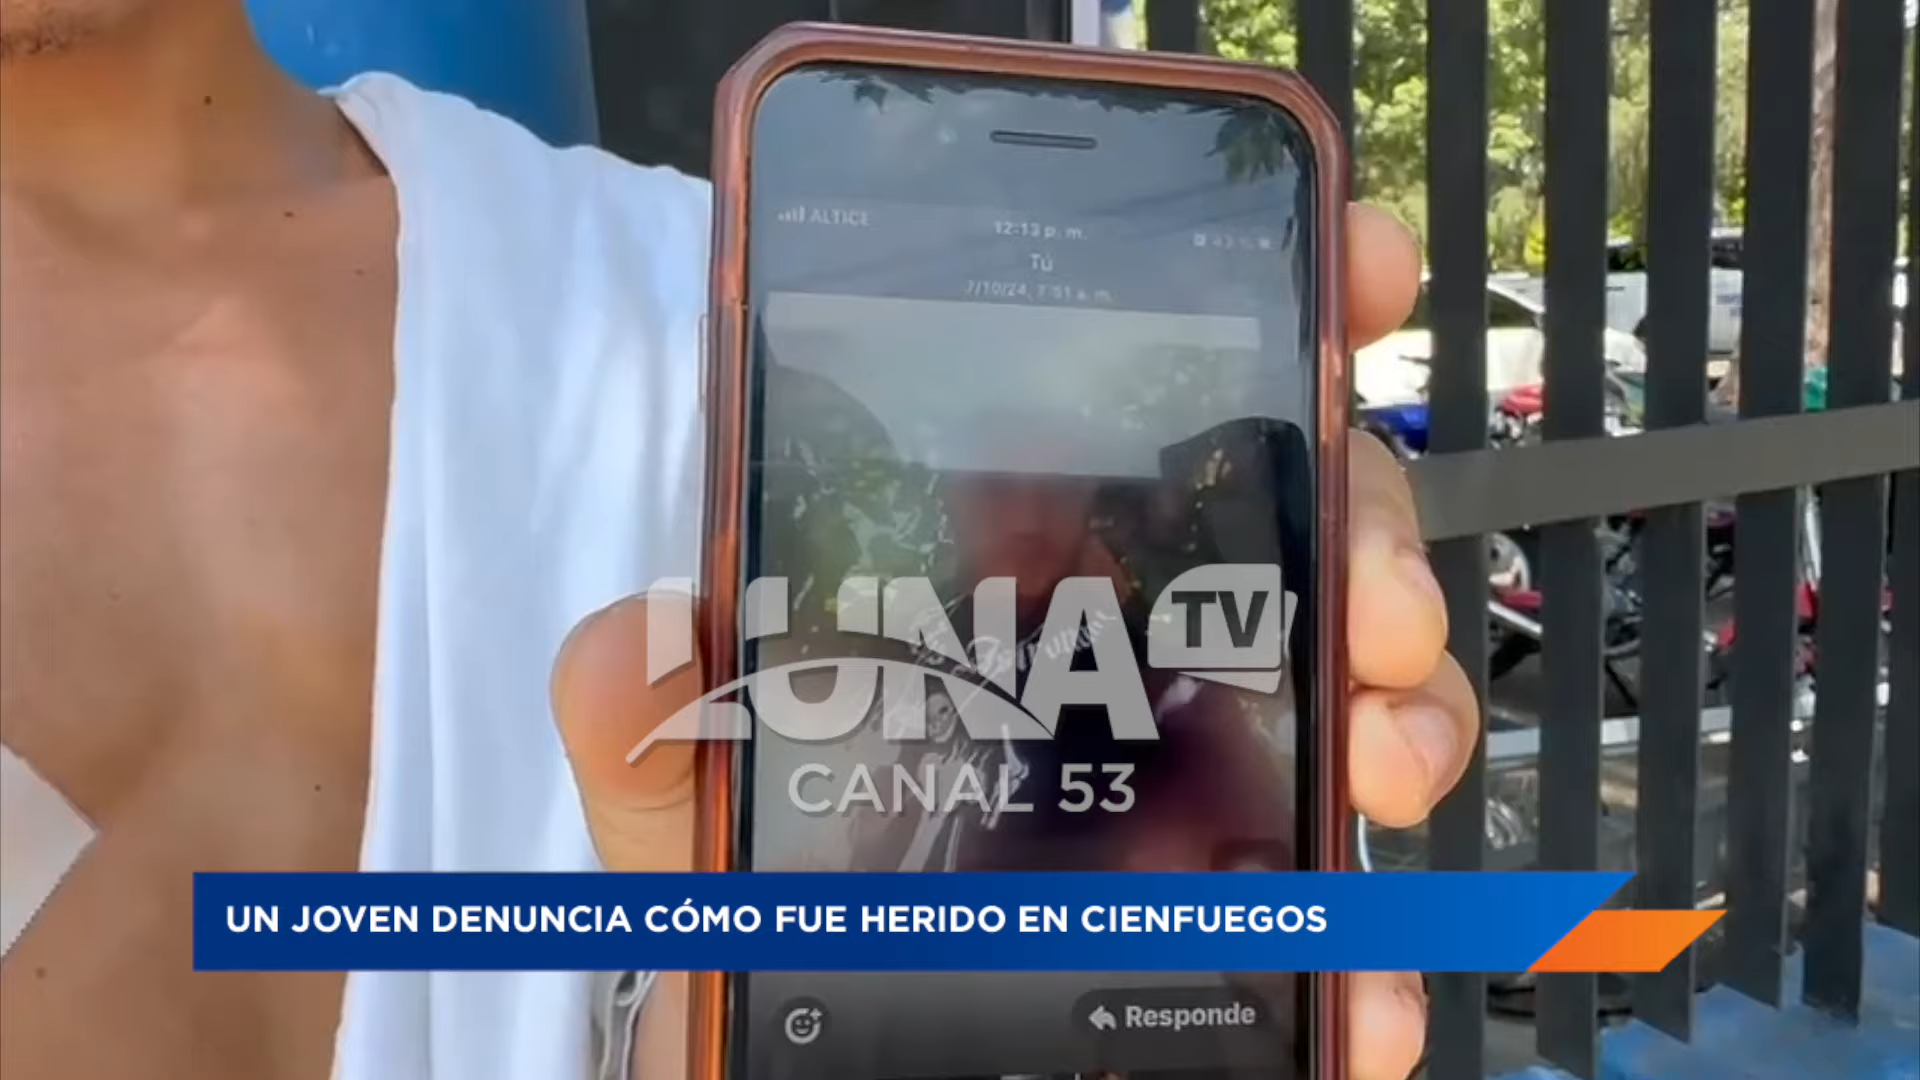 ALTICE
12:13 p. m.
Tú
7/10/24, 7:51 a. m.
LUNA TV
CANAL 53
UN JOVEN DENUNCIA CÓMO FUE HERIDO EN CIENFUEGOS
Responde